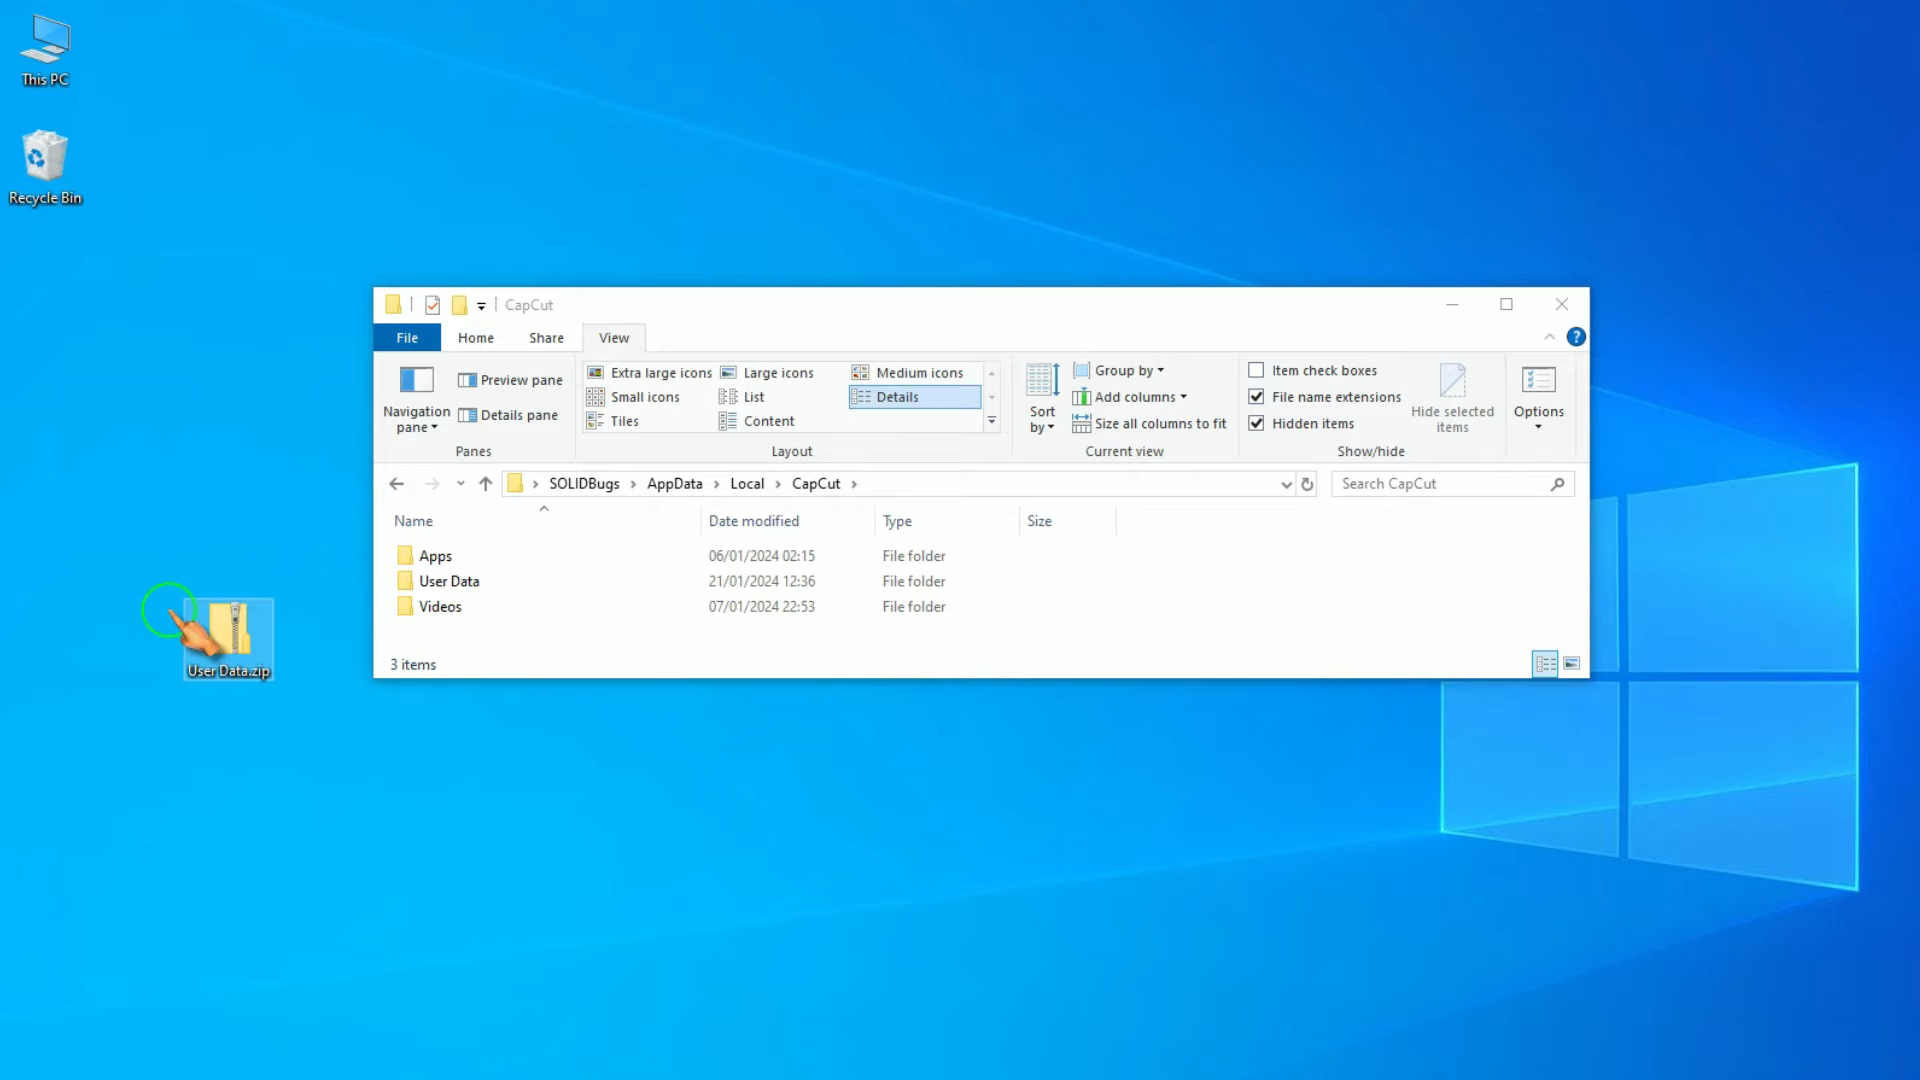 This PC
Recycle Bin
User Data.zip
CapCut
File Home Share View
Navigation pane
Preview pane
Details pane
Panes
Extra large icons Large icons Medium icons
Small icons List Details
Tiles Content
Layout
Sort by
Group by
Add columns
Size all columns to fit
Current view
Item check boxes
File name extensions
Hidden items
Hide selected items
Show/hide
Options
SOLIDBugs AppData Local CapCut
Search CapCut
Name Date modified Type Size
Apps 06/01/2024 02:15 File folder
User Data 21/01/2024 12:36 File folder
Videos 07/01/2024 22:53 File folder
3 items